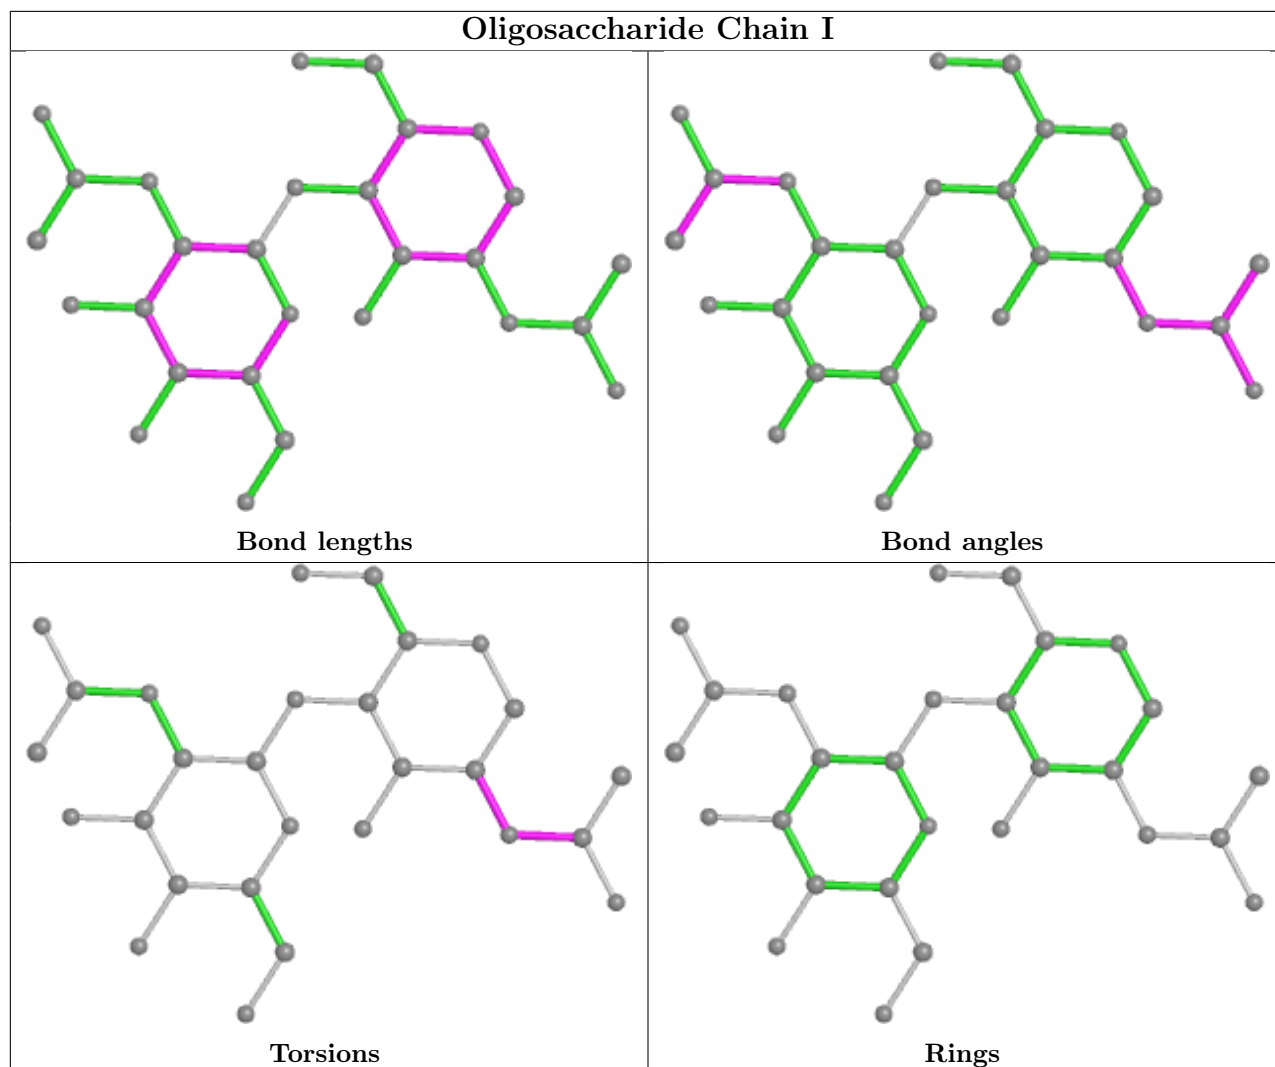 Oligosaccharide Chain I
Bond lengths
Bond angles
Torsions
Rings